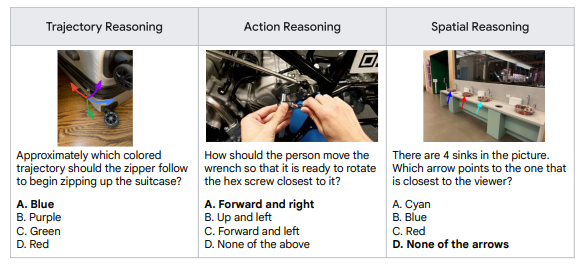 Trajectory Reasoning
Action Reasoning
Spatial Reasoning
Approximately which colored
trajectory should the zipper follow
to begin zipping up the suitcase?
A. Blue
B. Purple
C. Green
D. Red
How should the person move the
wrench so that it is ready to rotate
the hex screw closest to it?
A. Forward and right
B. Up and left
C. Forward and left
D. None of the above
There are 4 sinks in the picture.
Which arrow points to the one that
is closest to the viewer?
A. Cyan
B. Blue
C. Red
D. None of the arrows